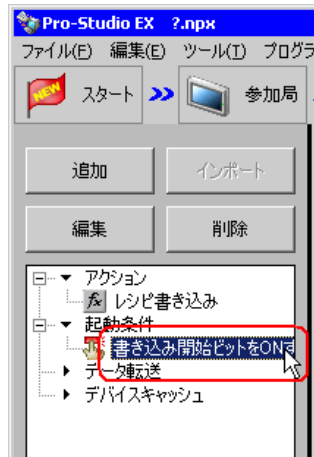 Pro-Studio EX ?.npx
ファイル(F) 編集(E) ツール(T) プログラ
NEW スタート 参加局
追加 インポート
編集 削除
アクション
fx レシピ書き込み
起動条件
書き込み開始ビットをONす
データ転送
デバイスキャッシュ